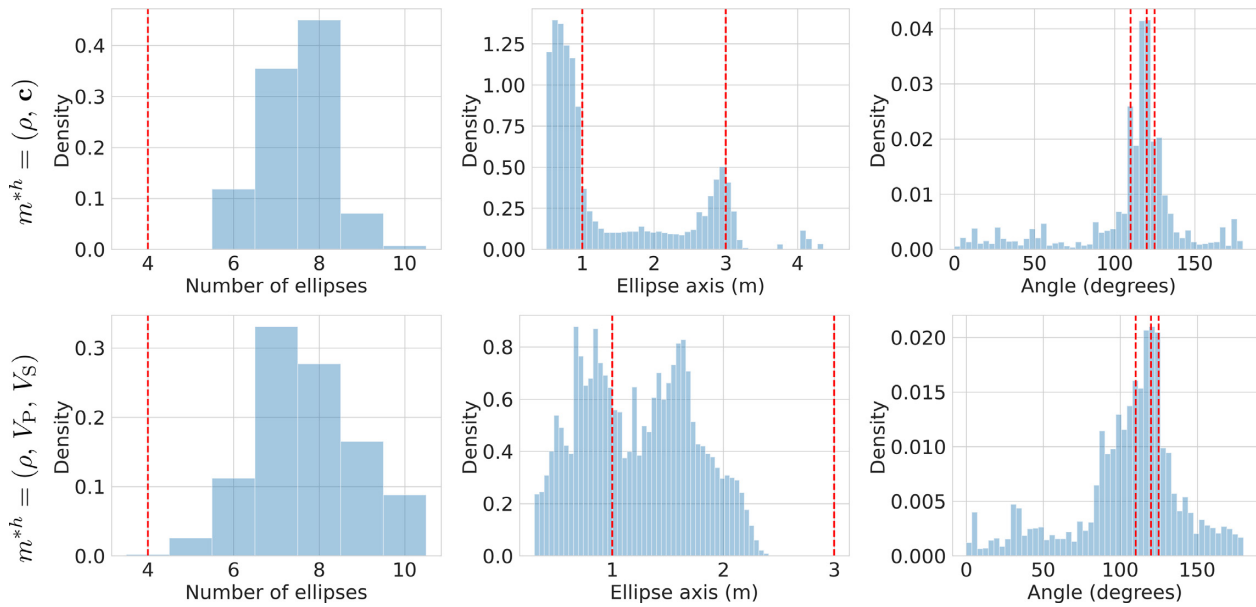 m*ʰ = (ρ, c)
Density
0.4
0.3
0.2
0.1
0.0
4 6 8 10
Number of ellipses
Density
1.25
1.00
0.75
0.50
0.25
0.00
1 2 3 4
Ellipse axis (m)
Density
0.04
0.03
0.02
0.01
0.00
0 50 100 150
Angle (degrees)
m*ʰ = (ρ, V_P, V_S)
Density
0.3
0.2
0.1
0.0
4 6 8 10
Number of ellipses
Density
0.8
0.6
0.4
0.2
0.0
1 2 3
Ellipse axis (m)
Density
0.020
0.015
0.010
0.005
0.000
0 50 100 150
Angle (degrees)